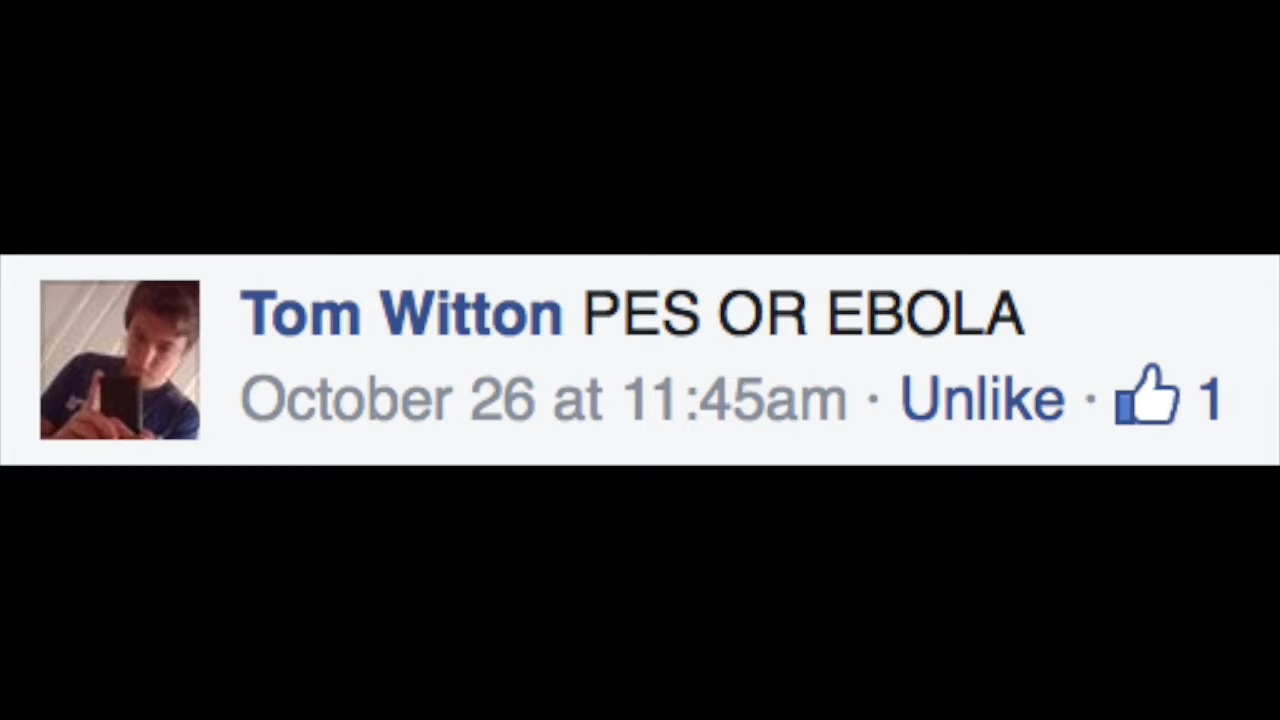 Tom Witton PES OR EBOLA
October 26 at 11:45am · Unlike · 1